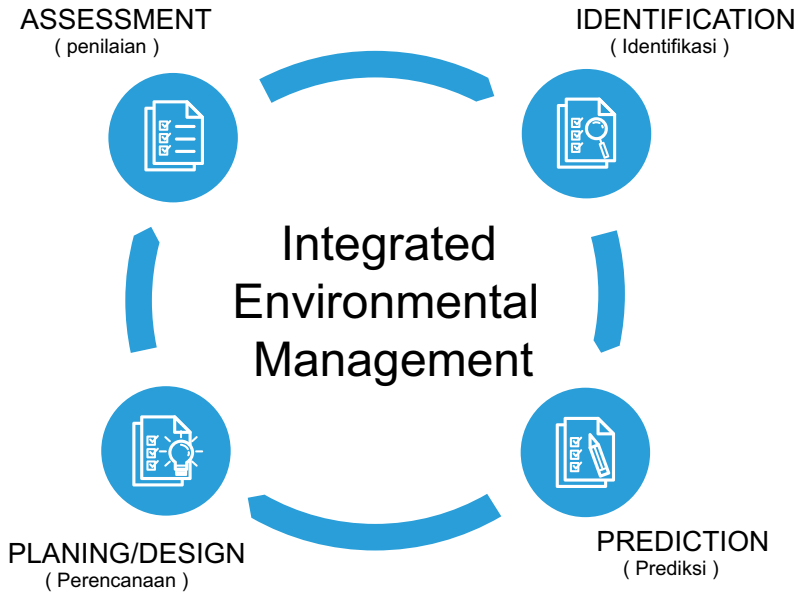 ASSESSMENT
( penilaian )
IDENTIFICATION
( Identifikasi )
Integrated
Environmental
Management
PLANING/DESIGN
( Perencanaan )
PREDICTION
( Prediksi )